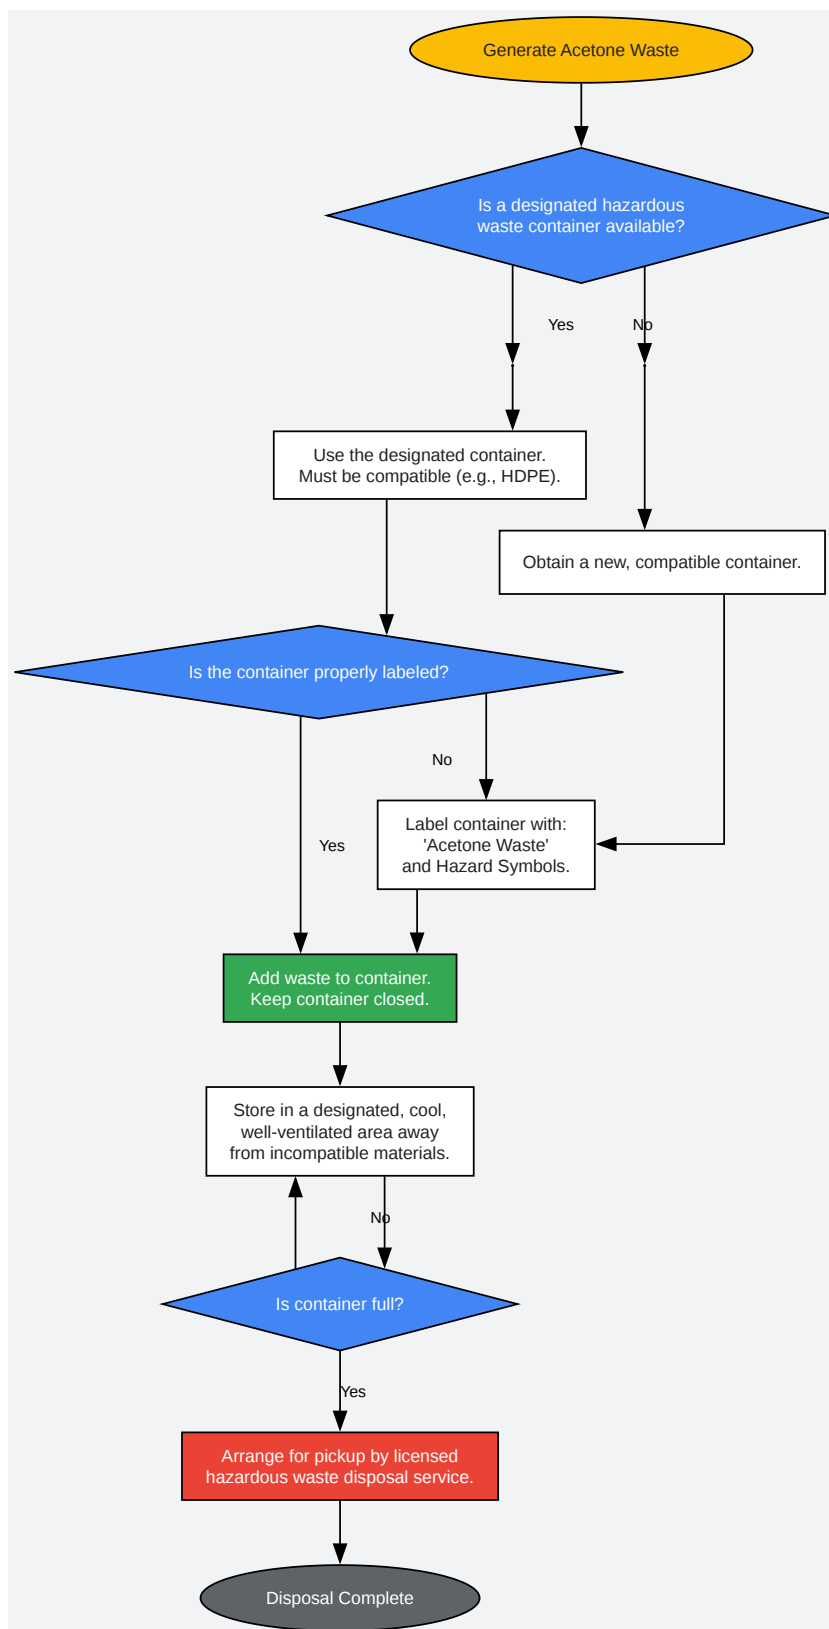 Generate Acetone Waste
Is a designated hazardous
waste container available?
Yes
No
Use the designated container.
Must be compatible (e.g., HDPE).
Obtain a new, compatible container.
Is the container properly labeled?
No
Label container with:
'Acetone Waste'
and Hazard Symbols.
Yes
Add waste to container.
Keep container closed.
Store in a designated, cool,
well-ventilated area away
from incompatible materials.
No
Is container full?
Yes
Arrange for pickup by licensed
hazardous waste disposal service.
Disposal Complete